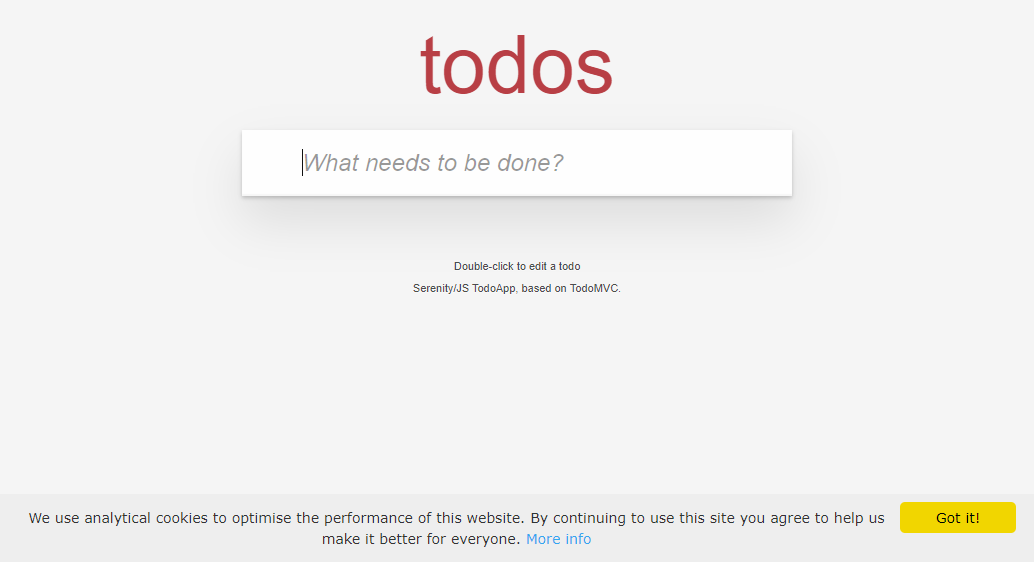 todos
What needs to be done?
Double-click to edit a todo
Serenity/JS TodoApp, based on TodoMVC.
We use analytical cookies to optimise the performance of this website. By continuing to use this site you agree to help us
make it better for everyone. More info
Got it!